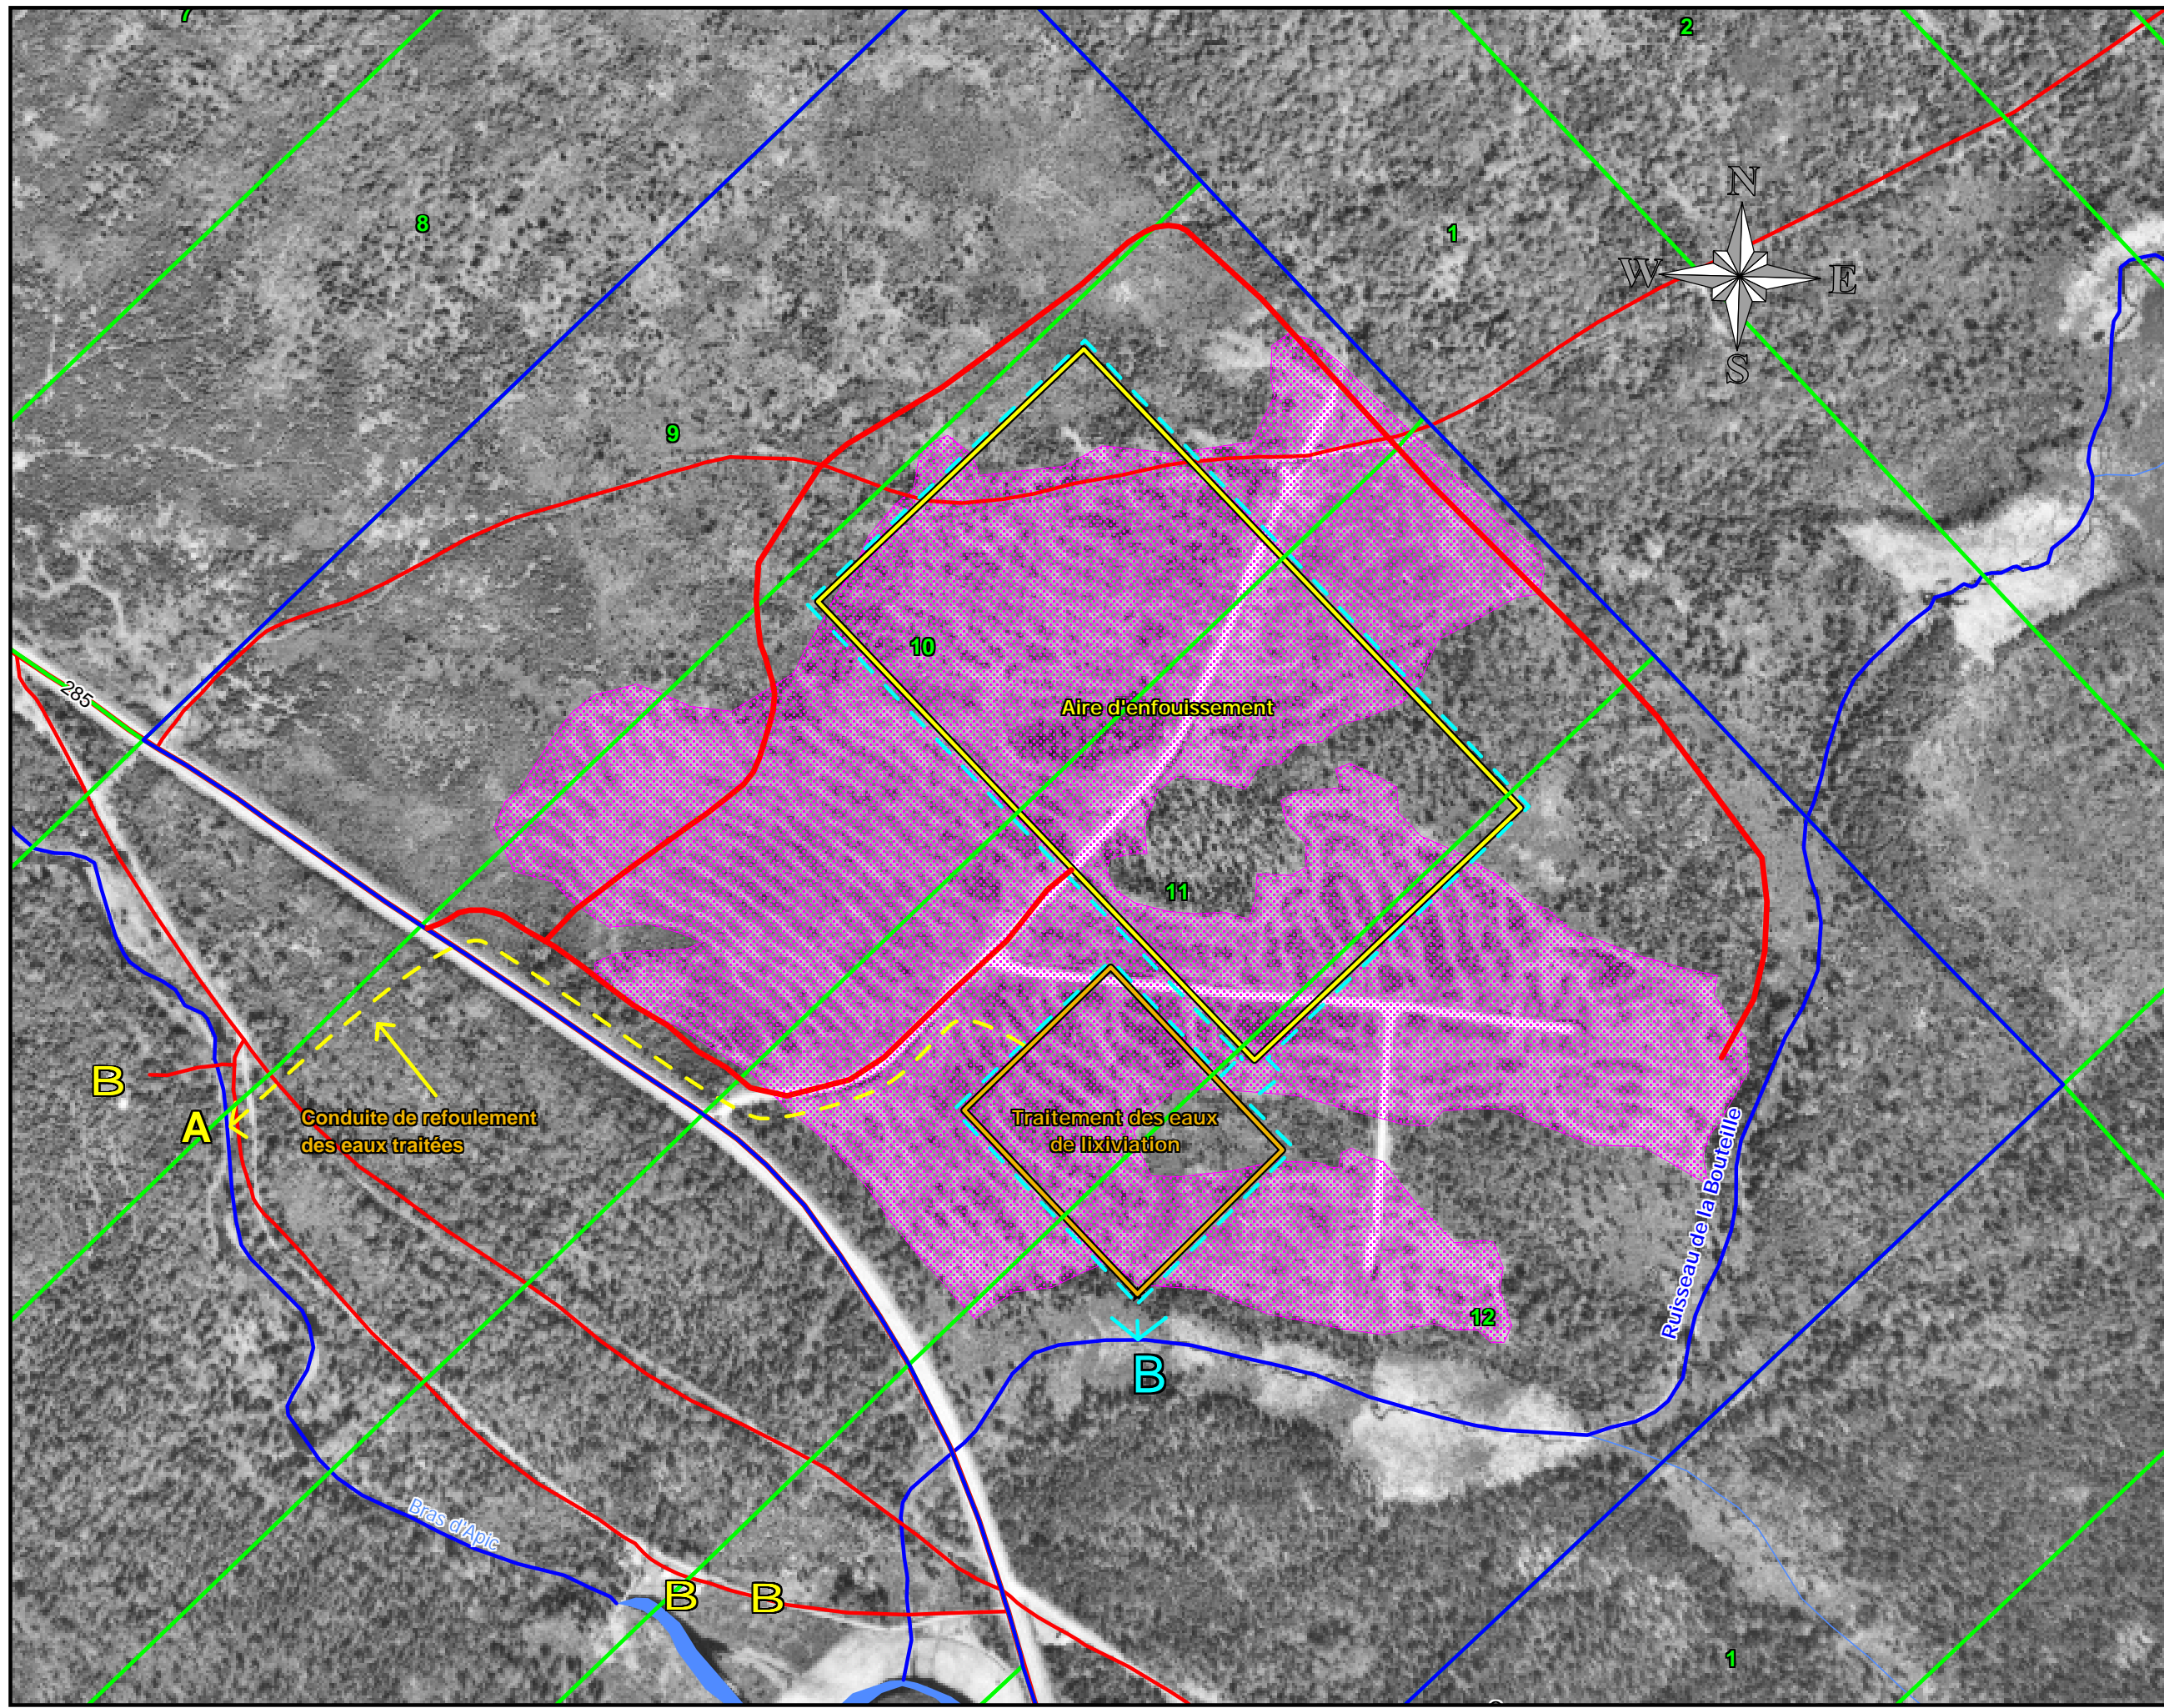 7
2
8
1
N
W
E
S
9
10
285
Aire d'enfouissement
11
B
A
Conduite de refoulement
des eaux traitées
Traitement des eaux
de lixiviation
Ruisseau de la Bouteille
12
B
Bras d'Apic
B
B
1